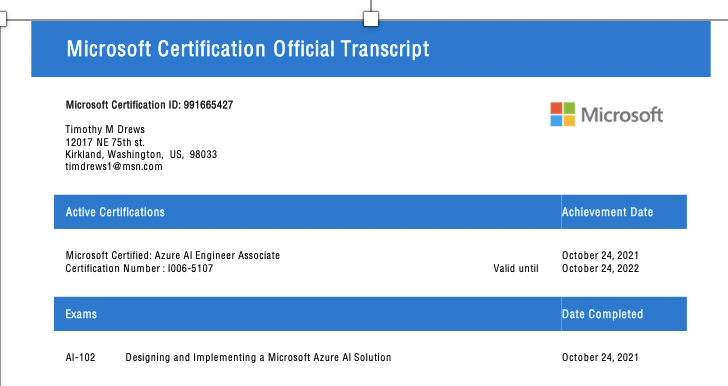 Microsoft Certification Official Transcript
Microsoft Certification ID: 991665427
Microsoft
Timothy M Drews
12017 NE 75th st.
Kirkland, Washington, US, 98033
timdrews1@msn.com
Active Certifications Achievement Date
Microsoft Certified: Azure AI Engineer Associate October 24, 2021
Certification Number : I006-5107 Valid until October 24, 2022
Exams Date Completed
AI-102 Designing and Implementing a Microsoft Azure AI Solution October 24, 2021